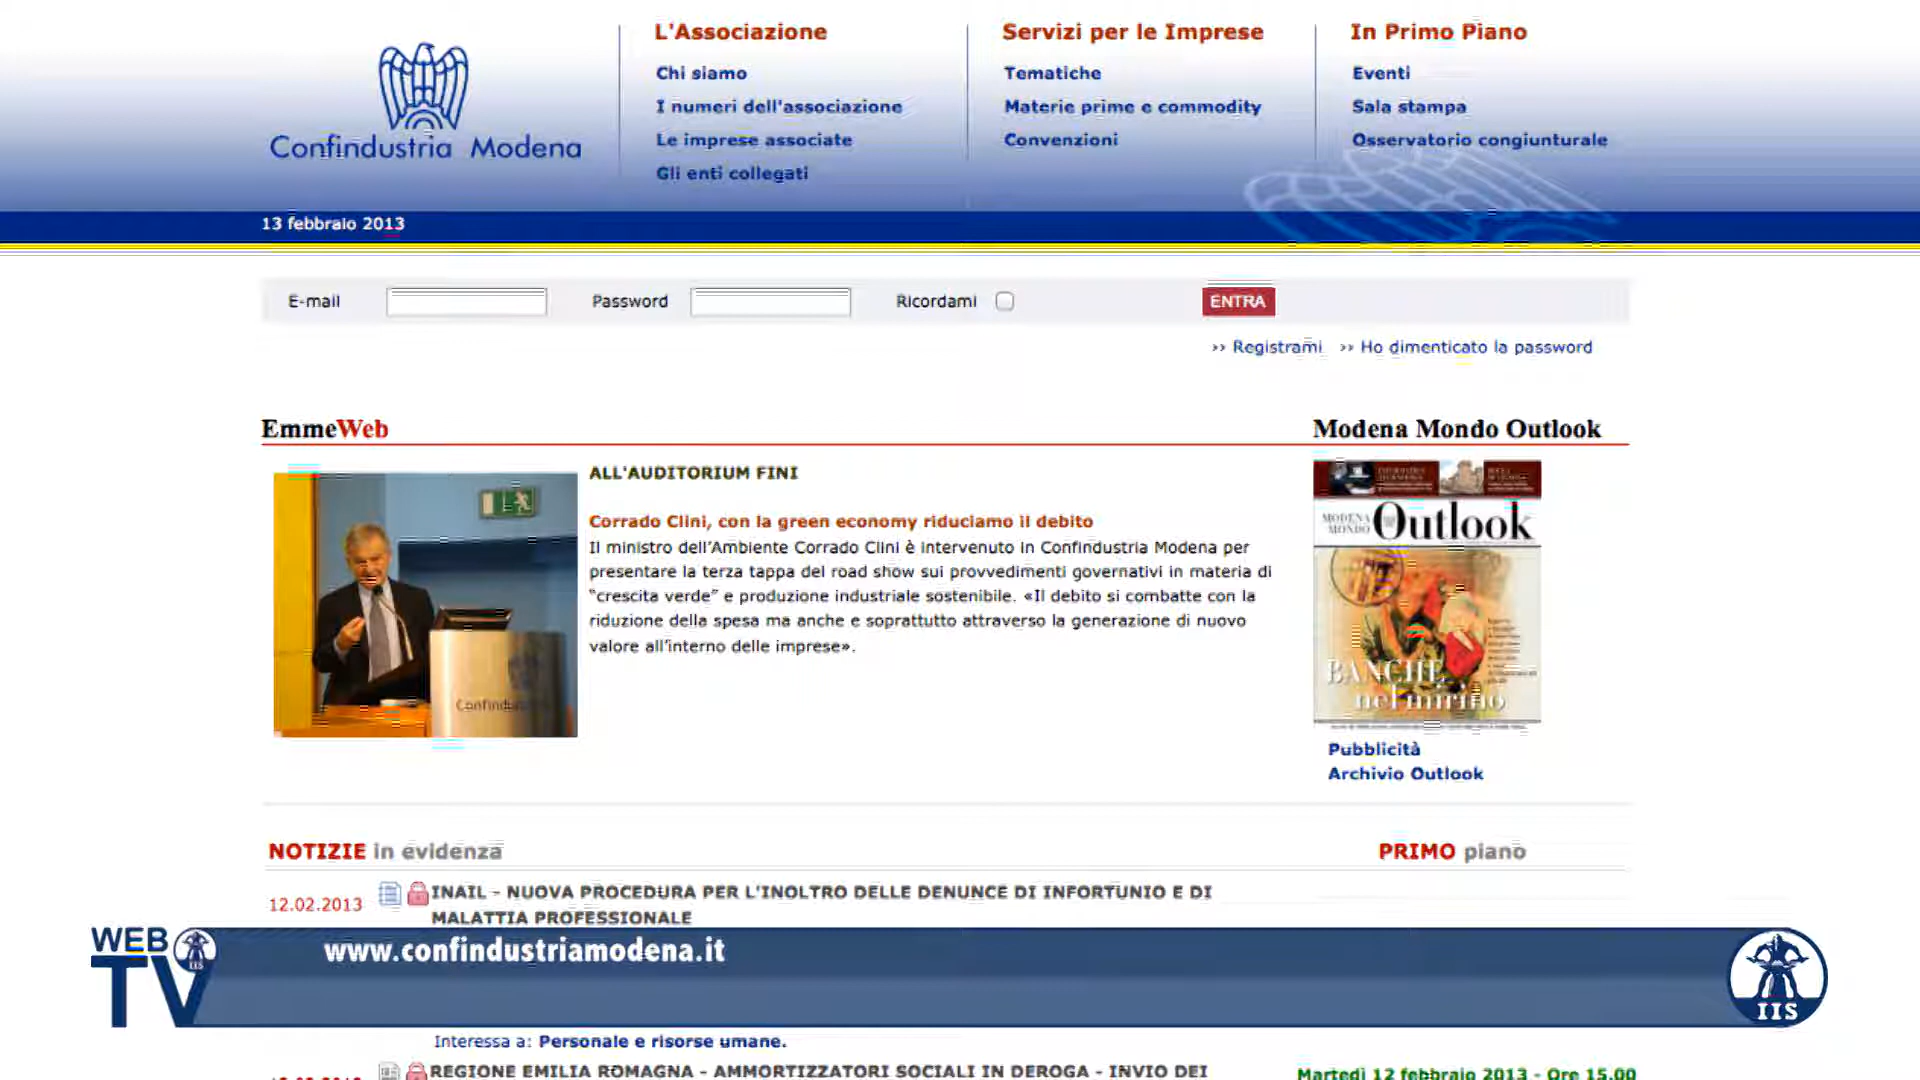 L'Associazione
Chi siamo
I numeri dell'associazione
Le imprese associate
Gli enti collegati
Servizi per le Imprese
Tematiche
Materie prime e commodity
Convenzioni
In Primo Piano
Eventi
Sala stampa
Osservatorio congiunturale
Confindustria Modena
13 febbraio 2013
E-mail
Password
Ricordami
ENTRA
›› Registrami ›› Ho dimenticato la password
EmmeWeb
ALL'AUDITORIUM FINI
Corrado Clini, con la green economy riduciamo il debito
Il ministro dell'Ambiente Corrado Clini è intervenuto in Confindustria Modena per
presentare la terza tappa del road show sui provvedimenti governativi in materia di
"crescita verde" e produzione industriale sostenibile. «Il debito si combatte con la
riduzione della spesa ma anche e soprattutto attraverso la generazione di nuovo
valore all'interno delle imprese».
Modena Mondo Outlook
MODENA
MONDO
Outlook
BANCHE
nel mirino
Pubblicità
Archivio Outlook
NOTIZIE in evidenza
PRIMO piano
12.02.2013
INAIL - NUOVA PROCEDURA PER L'INOLTRO DELLE DENUNCE DI INFORTUNIO E DI
MALATTIA PROFESSIONALE
WEB
TV
IIS
www.confindustriamodena.it
IIS
Interessa a: Personale e risorse umane.
REGIONE EMILIA ROMAGNA - AMMORTIZZATORI SOCIALI IN DEROGA - INVIO DEI
Martedì 12 febbraio 2013 - Ore 15.00